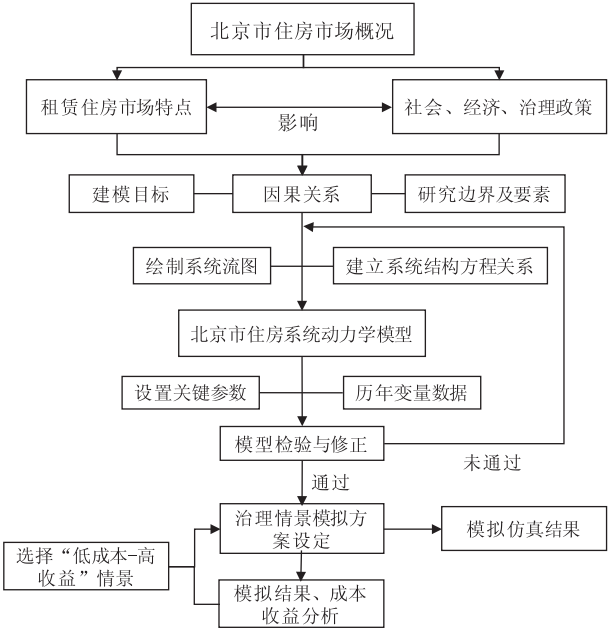 北京市住房市场概况
租赁住房市场特点
影响
社会、经济、治理政策
建模目标
因果关系
研究边界及要素
绘制系统流图
建立系统结构方程关系
北京市住房系统动力学模型
设置关键参数
历年变量数据
模型检验与修正
未通过
通过
治理情景模拟方
案设定
模拟仿真结果
选择“低成本-高
收益”情景
模拟结果、成本
收益分析